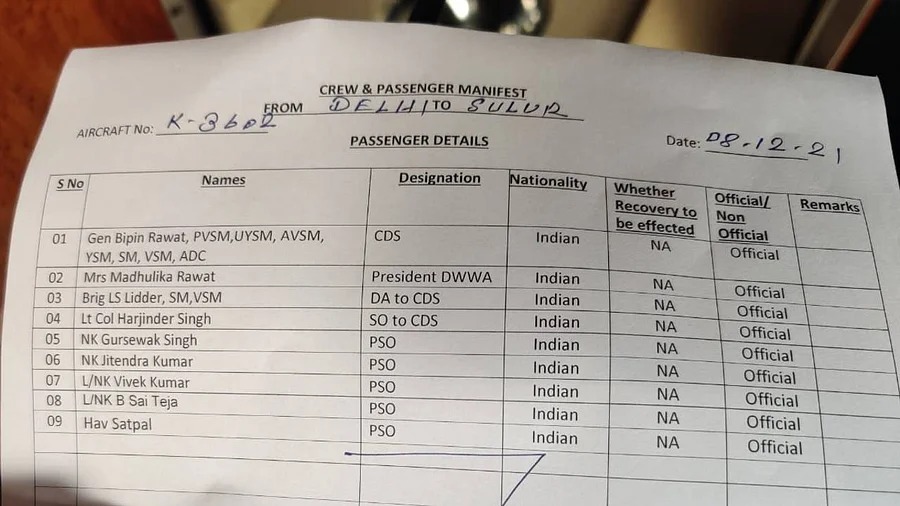 CREW & PASSENGER MANIFEST
FROM DELHI TO SULUR
AIRCRAFT No: K-3602
PASSENGER DETAILS
Date: 08.12.21
S No Names Designation Nationality Whether Recovery to be effected Official/ Non Official Remarks
01 Gen Bipin Rawat, PVSM,UYSM, AVSM, CDS Indian NA Official
YSM, SM, VSM, ADC
02 Mrs Madhulika Rawat President DWWA Indian NA Official
03 Brig LS Lidder, SM,VSM DA to CDS Indian NA Official
04 Lt Col Harjinder Singh SO to CDS Indian NA Official
05 NK Gursewak Singh PSO Indian NA Official
06 NK Jitendra Kumar PSO Indian NA Official
07 L/NK Vivek Kumar PSO Indian NA Official
08 L/NK B Sai Teja PSO Indian NA Official
09 Hav Satpal PSO Indian NA Official